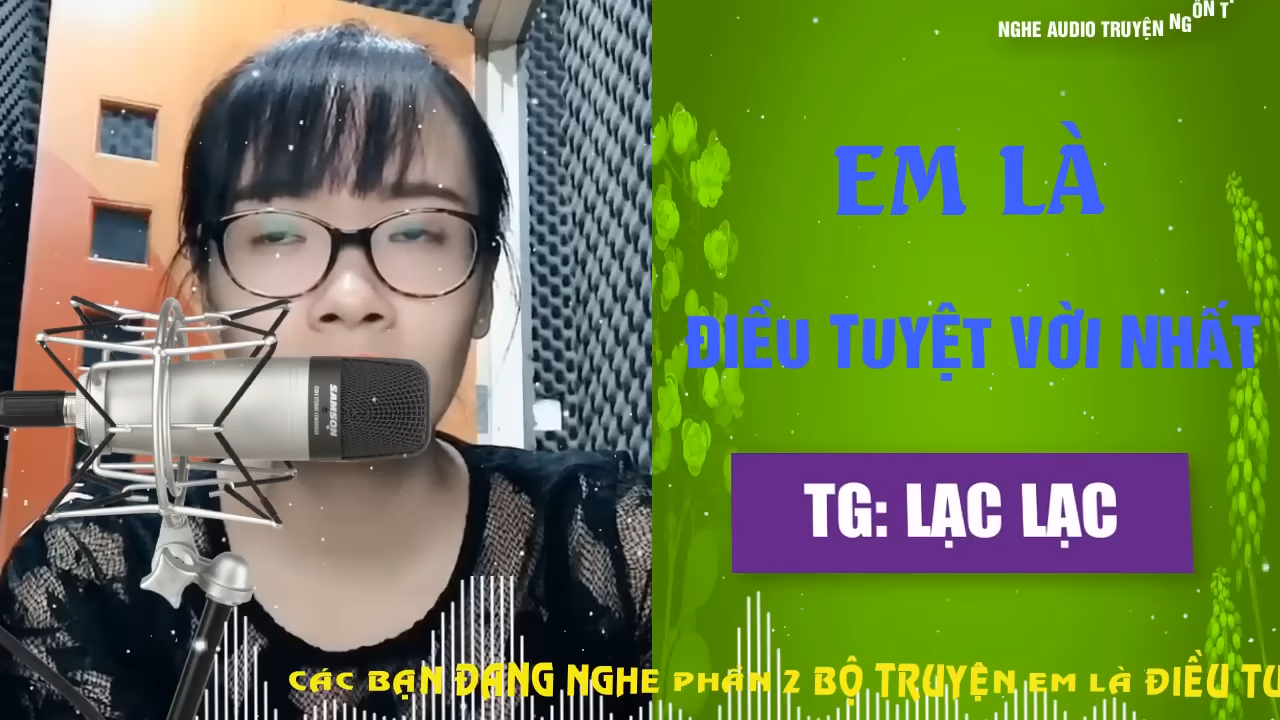 NGHE AUDIO TRUYỆN NGÔN T
EM LÀ
ĐIỀU TUYỆT VỜI NHẤT
TG: LẠC LẠC
SAMSON
CÁC BẠN ĐANG NGHE PHẦN 2 BỘ TRUYỆN EM LÀ ĐIỀU TU